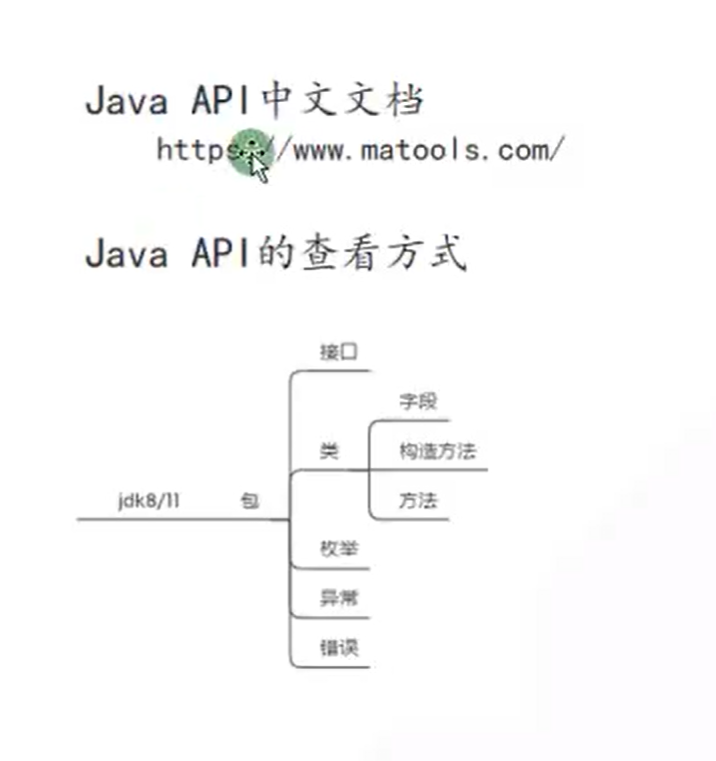 Java API中文文档
https://www.matools.com/
Java API的查看方式
接口
字段
类
构造方法
jdk8/11 包
方法
枚举
异常
错误